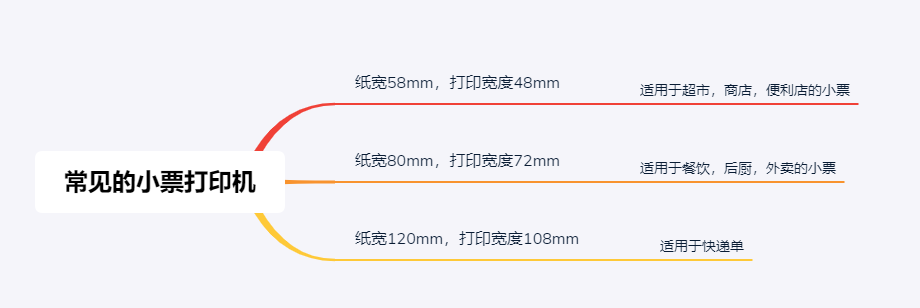 纸宽58mm，打印宽度48mm
适用于超市，商店，便利店的小票
常见的小票打印机
纸宽80mm，打印宽度72mm
适用于餐饮，后厨，外卖的小票
纸宽120mm，打印宽度108mm
适用于快递单